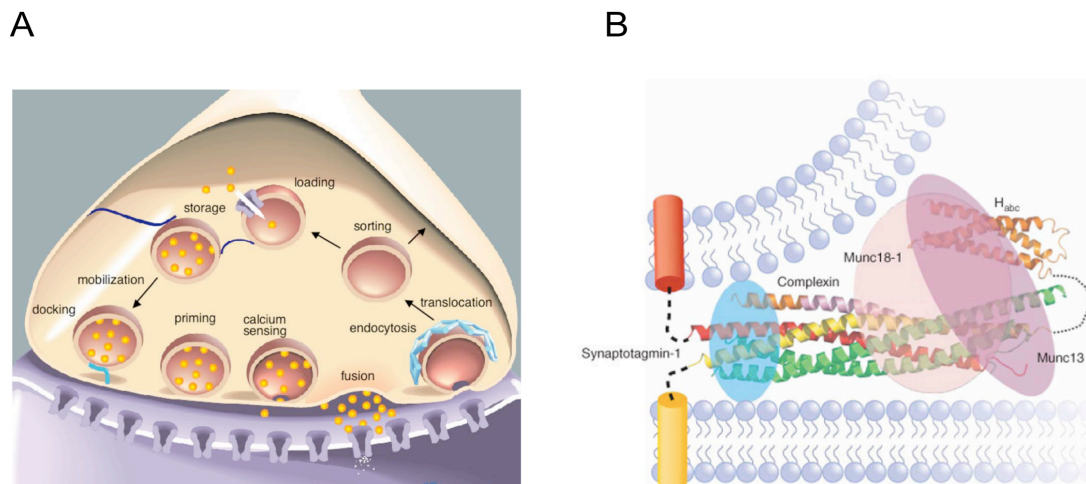 A
B
loading
storage
sorting
mobilization
translocation
docking
priming
calcium
sensing
endocytosis
fusion
Habc
Munc18-1
Complexin
Synaptotagmin-1
Munc13